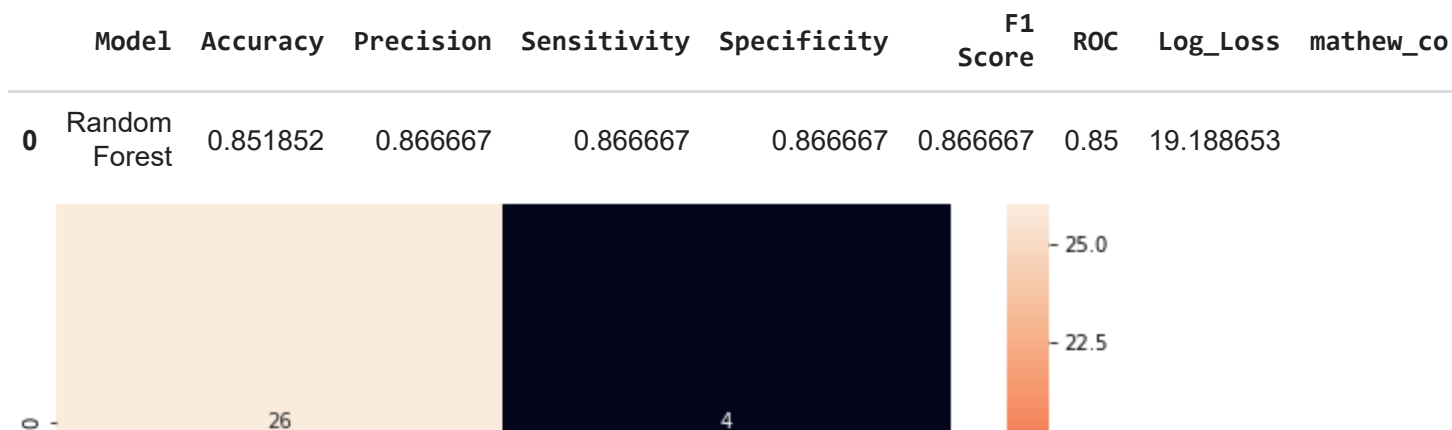 Model Accuracy Precision Sensitivity Specificity F1 Score ROC Log_Loss mathew_co
0 Random Forest 0.851852 0.866667 0.866667 0.866667 0.866667 0.85 19.188653
25.0
22.5
0 26 4